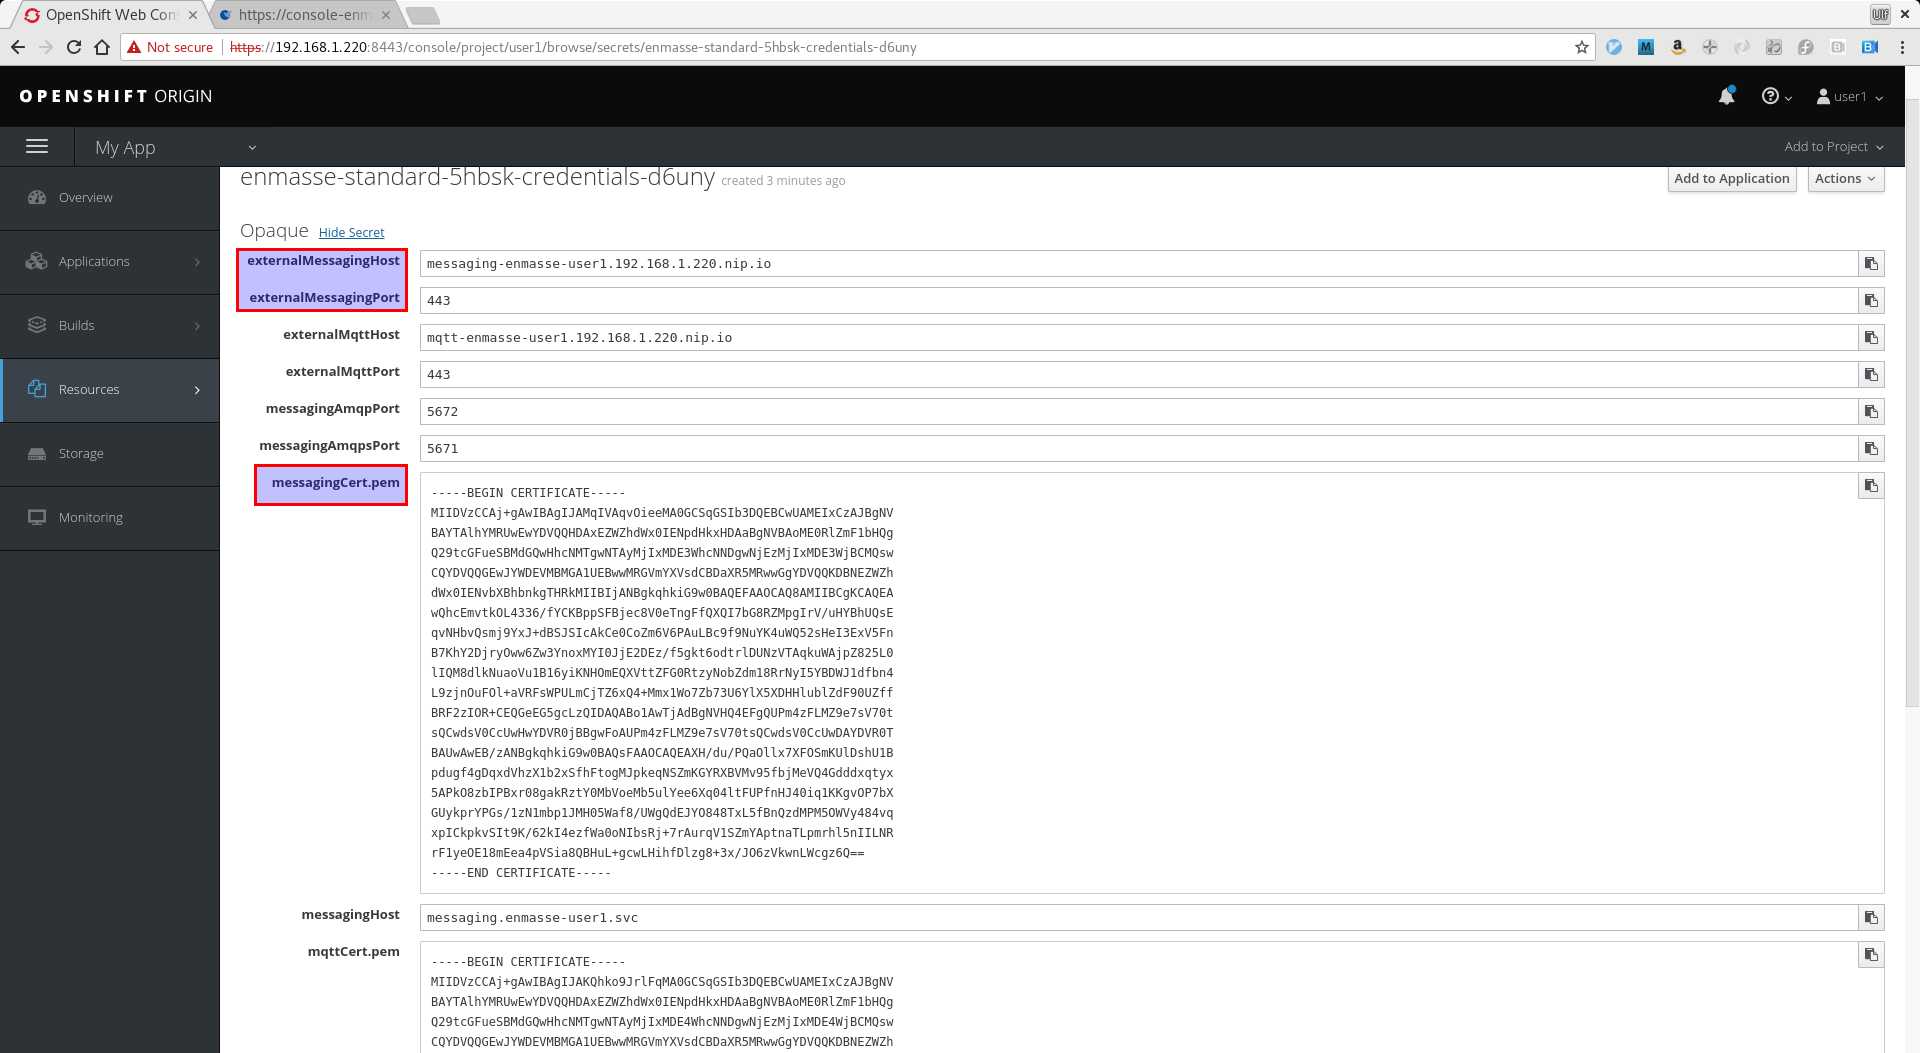 OpenShift Web Con
https://console-enm
Ulf
Not secure
https://192.168.1.220:8443/console/project/user1/browse/secrets/enmasse-standard-5hbsk-credentials-d6uny
OPENSHIFT ORIGIN
user1
My App
Add to Project
Overview
Applications
Builds
Resources
Storage
Monitoring
enmasse-standard-5hbsk-credentials-d6uny created 3 minutes ago
Add to Application
Actions
Opaque Hide Secret
externalMessagingHost
messaging-enmasse-user1.192.168.1.220.nip.io
externalMessagingPort
443
externalMqttHost
mqtt-enmasse-user1.192.168.1.220.nip.io
externalMqttPort
443
messagingAmqpPort
5672
messagingAmqpsPort
5671
messagingCert.pem
-----BEGIN CERTIFICATE-----
MIIDVzCCAj+gAwIBAgIJAMqIVAqvOieeMA0GCSqGSIb3DQEBCwUAMEIxCzAJBgNV
BAYTAlhYMRUwEwYDVQQHDAxEZWZhdWx0IENpdHkxHDAaBgNVBAoME0RlZmF1bHQg
Q29tcGFueSBMdGQwHhcNMTgwNTAyMjIxMDE3WhcNNDgwNjEzMjIxMDE3WjBCMQsw
CQYDVQQGEwJYWDEVMBMGA1UEBwwMRGVmYXVsdCBDaXR5MRwwGgYDVQQKDBNEZWZh
dWx0IENvbXBhbnkgTHRkMIIBIjANBgkqhkiG9w0BAQEFAAOCAQ8AMIIBCgKCAQEA
wQhcEmvtkOL4336/fYCKBppSFBjec8V0eTngFfQXQI7bG8RZMpgIrV/uHYBhUQsE
qvNHbvQsmj9YxJ+dBSJSIcAkCe0CoZm6V6PAuLBc9f9NuYK4uWQ52sHeI3ExV5Fn
B7KhY2DjryOww6Zw3YnoxMYI0JjE2DEz/f5gkt6odtrlDUNzVTAqkuWAjpZ825L0
lIQM8dlkNuaoVu1B16yiKNHOmEQXVttZFG0RtzyNobZdm18RrNyI5YBDWJ1dfbn4
L9zjnOuFOl+aVRFsWPULmCjTZ6xQ4+Mmx1Wo7Zb73U6YlX5XDHHlublZdF90UZff
BRF2zIOR+CEQGeEG5gcLzQIDAQABo1AwTjAdBgNVHQ4EFgQUPm4zFLMZ9e7sV70t
sQCwdsV0CcUwHwYDVR0jBBgwFoAUPm4zFLMZ9e7sV70tsQCwdsV0CcUwDAYDVR0T
BAUwAwEB/zANBgkqhkiG9w0BAQsFAAOCAQEAXH/du/PQaOllx7XFOSmKUlDshU1B
pdugf4gDqxdVhzX1b2xSfhFtogMJpkeqNSZmKGYRXBVMv95fbjMeVQ4Gdddxqtyx
5APkO8zbIPBxr08gakRztY0MbVoeMb5ulYee6Xq04ltFUPfnHJ40iq1KKgvOP7bX
GUykprYPGs/1zN1mbp1JMH05Waf8/UWgQdEJYO848TxL5fBnQzdMPM5OWVy484vq
xpICkpkvSIt9K/62kI4ezfWa0oNIbsRj+7rAurqV1SZmYAptnaTLpmrhl5nIILNR
rF1yeOE18mEea4pVSia8QBHuL+gcwLHihfDlzg8+3x/JO6zVkwnLWcgz6Q==
-----END CERTIFICATE-----
messagingHost
messaging.enmasse-user1.svc
mqttCert.pem
-----BEGIN CERTIFICATE-----
MIIDVzCCAj+gAwIBAgIJAKQhko9JrlFqMA0GCSqGSIb3DQEBCwUAMEIxCzAJBgNV
BAYTAlhYMRUwEwYDVQQHDAxEZWZhdWx0IENpdHkxHDAaBgNVBAoME0RlZmF1bHQg
Q29tcGFueSBMdGQwHhcNMTgwNTAyMjIxMDE4WhcNNDgwNjEzMjIxMDE4WjBCMQsw
CQYDVQQGEwJYWDEVMBMGA1UEBwwMRGVmYXVsdCBDaXR5MRwwGgYDVQQKDBNEZWZh